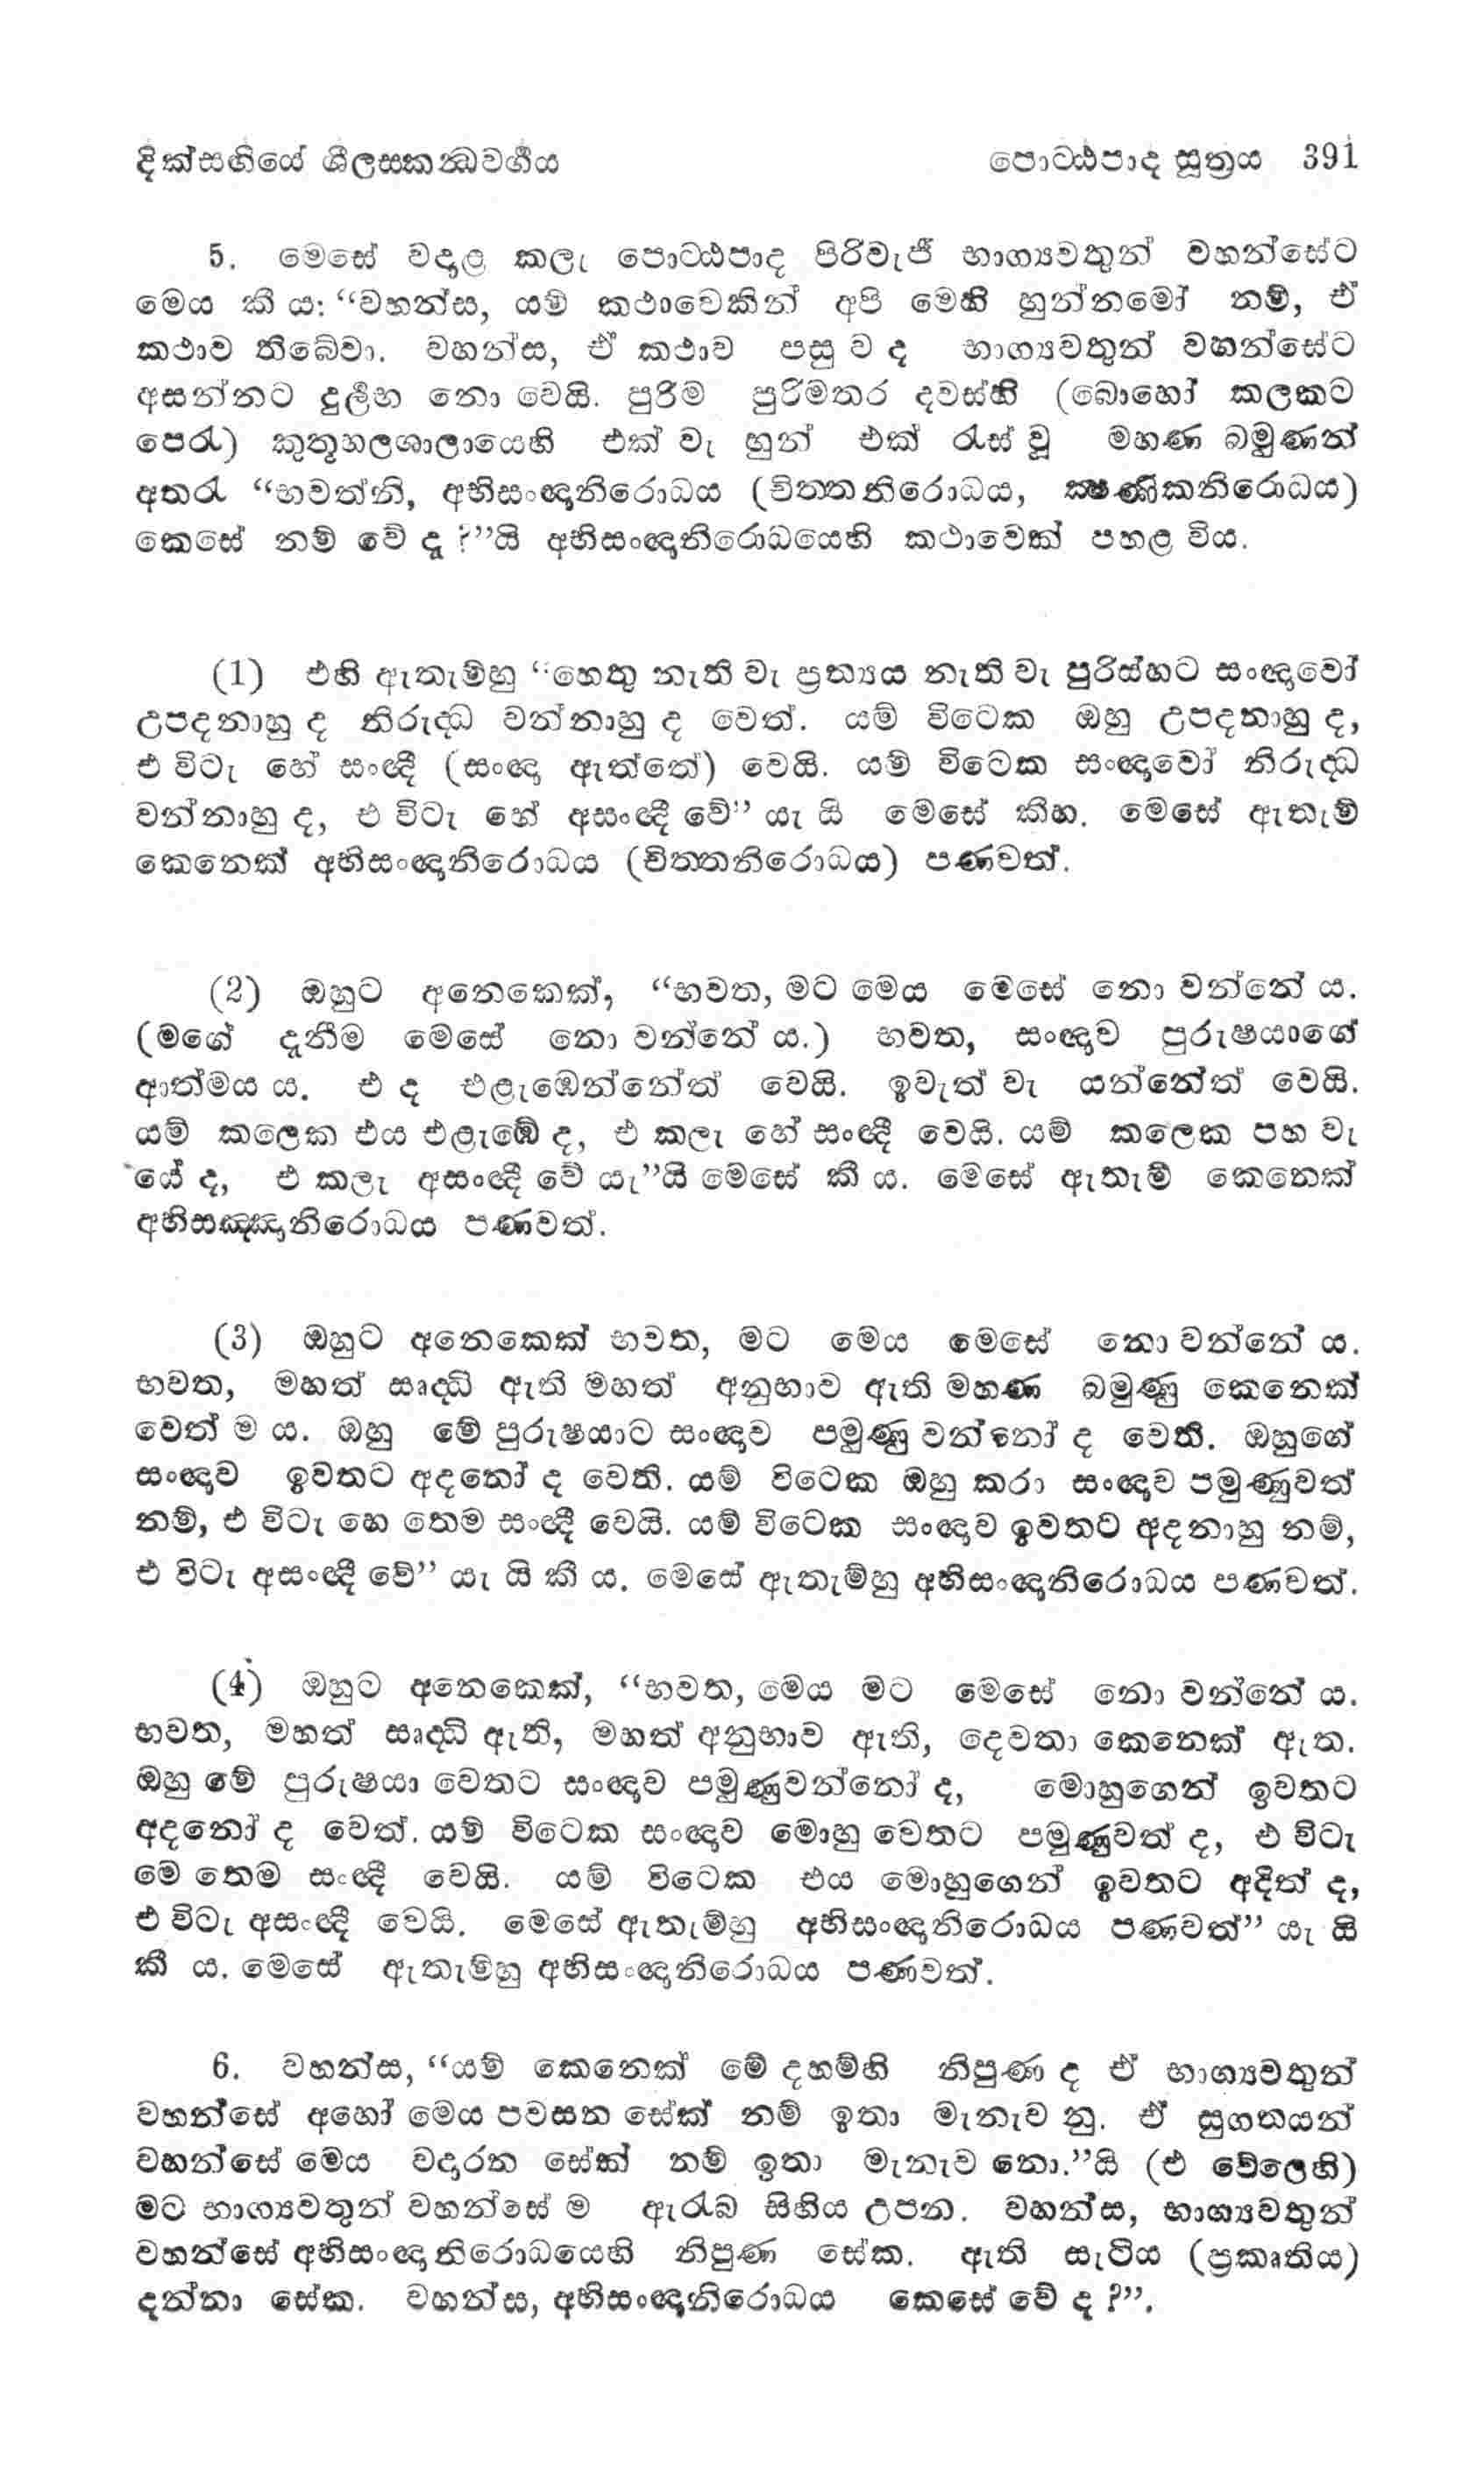 දික්සඟියේ ශීලසකන්‍ධවර්‍ගය පොට්ඨපාද සූත්‍රය 391
5. මෙසේ වදාළ කලැ පොට්ඨපාද පිරිවැජි භාග්‍යවතුන් වහන්සේට
මෙය කී ය: “වහන්ස, යම් කථාවෙකින් අපි මෙහි හුන්නමෝ නම්, ඒ
කථාව තිබේවා. වහන්ස, ඒ කථාව පසු ව ද භාග්‍යවතුන් වහන්සේට
අසන්නට දුර්‍ලභ නො වෙයි. පුරිම පුරිමතර දවස්හි (බොහෝ කලකට
පෙරැ) කුතූහලශාලායෙහි එක් වැ හුන් එක් රැස් වූ මහණ බමුණන්
අතරැ “භවත්නි, අභිසංඥානිරොධය (චිත්තනිරොධය, ක්‍ෂණිකනිරොධය)
කෙසේ නම් වේ දැ ?”යි අභිසංඥානිරොධයෙහි කථාවෙක් පහළ විය.
(1) එහි ඇතැම්හු “හෙතු නැති වැ ප්‍රත්‍යය නැති වැ පුරිස්හට සංඥාවෝ
උපදනාහු ද නිරුද්ධ වන්නාහු ද වෙත්. යම් විටෙක ඔහු උපදනාහු ද,
එ විටැ හේ සංඥී (සංඥා ඇත්තේ) වෙයි. යම් විටෙක සංඥාවෝ නිරුද්ධ
වන්නාහු ද, එ විටැ හේ අසංඥී වේ” යැ යි මෙසේ කීහ. මෙසේ ඇතැම්
කෙනෙක් අභිසංඥානිරොධය (චිත්තනිරොධය) පණවත්.
(2) ඔහුට අනෙකෙක්, “භවත, මට මෙය මෙසේ නො වන්නේ ය.
(මගේ දැනීම මෙසේ නො වන්නේ ය.) භවත, සංඥාව පුරුෂයාගේ
ආත්මය ය. එ ද එළැඹෙන්නේත් වෙයි. ඉවැත් වැ යන්නේත් වෙයි.
යම් කලෙක එය එළැඹේ ද, එ කලැ හේ සංඥී වෙයි. යම් කලෙක පහ වැ
යේ ද, එ කලැ අසංඥී වේ යැ”යි මෙසේ කී ය. මෙසේ ඇතැම් කෙනෙක්
අභිසඤ්ඤානිරොධය පණවත්.
(3) ඔහුට අනෙකෙක් භවත, මට මෙය මෙසේ නො වන්නේ ය.
භවත, මහත් සෘද්ධි ඇති මහත් අනුභාව ඇති මහණ බමුණු කෙනෙක්
වෙත් ම ය. ඔහු මේ පුරුෂයාට සංඥාව පමුණු වන්නෝ ද වෙති. ඔහුගේ
සංඥාව ඉවතට අදනෝ ද වෙති. යම් විටෙක ඔහු කරා සංඥාව පමුණුවත්
නම්, එ විටැ හෙ තෙම සංඥී වෙයි. යම් විටෙක සංඥාව ඉවතට අදනාහු නම්,
එ විටැ අසංඥී වේ” යැ යි කී ය. මෙසේ ඇතැම්හු අභිසංඥානිරොධය පණවත්.
(4) ඔහුට අනෙකෙක්, “භවත, මෙය මට මෙසේ නො වන්නේ ය.
භවත, මහත් සෘද්ධි ඇති, මහත් අනුභාව ඇති, දෙවතා කෙනෙක් ඇත.
ඔහු මේ පුරුෂයා වෙතට සංඥාව පමුණුවන්නෝ ද, මොහුගෙන් ඉවතට
අදනෝ ද වෙත්. යම් විටෙක සංඥාව මොහු වෙතට පමුණුවත් ද, එ විටැ
මෙ තෙම සංඥී වෙයි. යම් විටෙක එය මොහුගෙන් ඉවතට අදිත් ද,
එ විටැ අසංඥී වෙයි. මෙසේ ඇතැම්හු අභිසංඥානිරොධය පණවත්” යැ යි
කී ය. මෙසේ ඇතැම්හු අභිසංඥානිරොධය පණවත්.
6. වහන්ස, “යම් කෙනෙක් මේ දහම්හි නිපුණ ද ඒ භාග්‍යවතුන්
වහන්සේ අහෝ මෙය පවසන සේක් නම් ඉතා මැනැව නු. ඒ සුගතයන්
වහන්සේ මෙය වදාරන සේක් නම් ඉතා මැනැව නො.”යි (එ වේලෙහි)
මට භාග්‍යවතුන් වහන්සේ ම ඇරැබ සිහිය උපන. වහන්ස, භාග්‍යවතුන්
වහන්සේ අභිසංඥානිරොධයෙහි නිපුණ සේක. ඇති සැටිය (ප්‍රකෘතිය)
දන්නා සේක. වහන්ස, අභිසංඥානිරොධය කෙසේ වේ ද ?”.